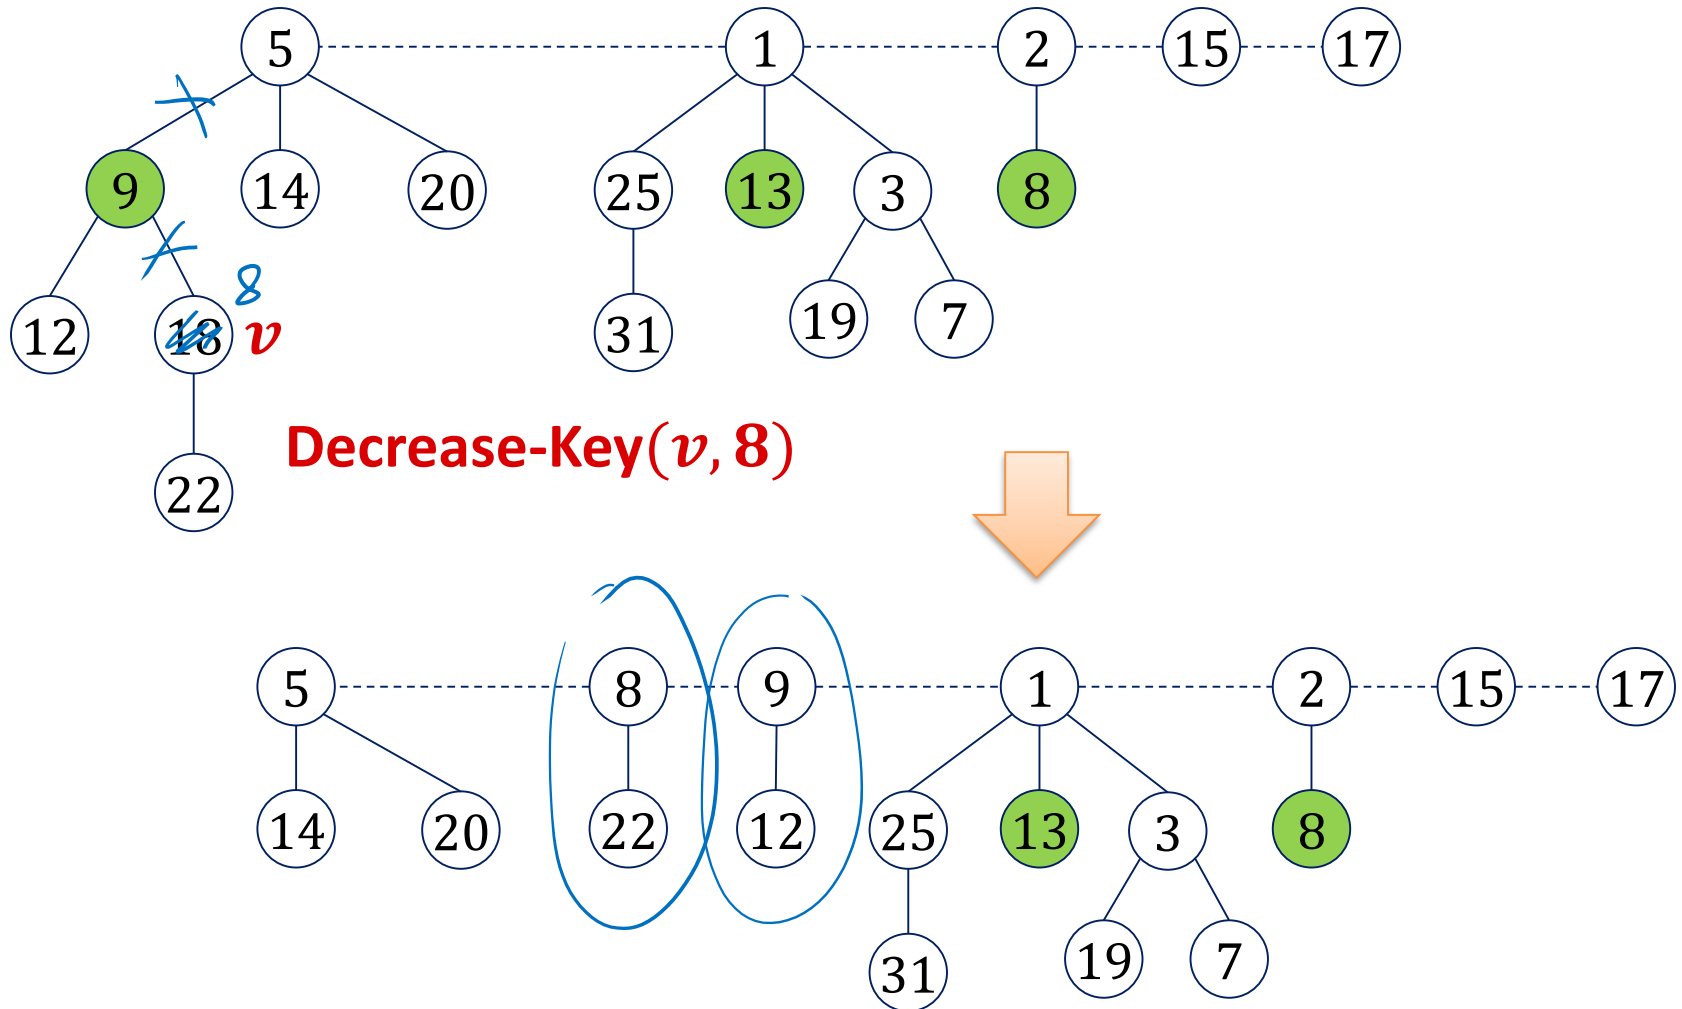 5 1 2 15 17
9 14 20 25 13 3 8
8
12 18 v 31 19 7
22
Decrease-Key(v, 8)
5 8 9 1 2 15 17
14 20 22 12 25 13 3 8
31 19 7